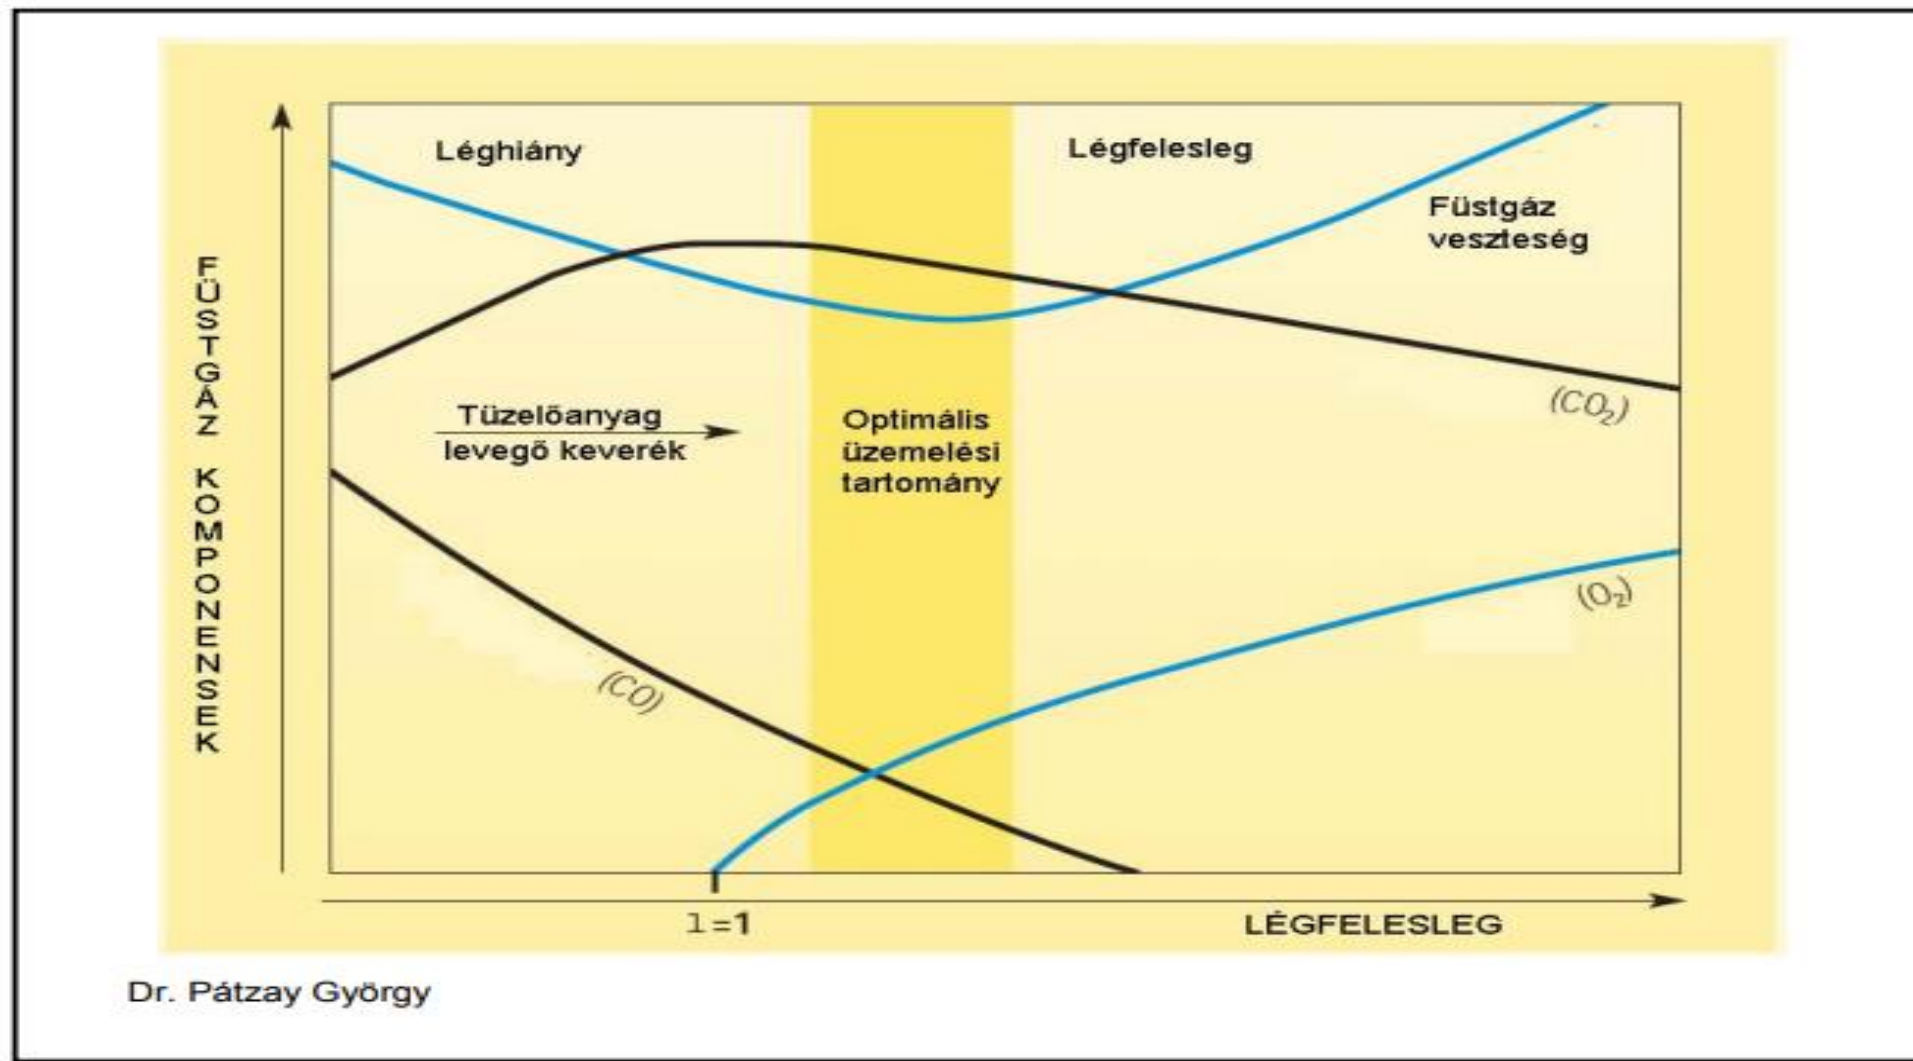 Léghiány
Légfelesleg
Füstgáz
veszteség
FÜSTGÁZ KOMPONENSEK
Tüzelőanyag
levegő keverék
Optimális
üzemelési
tartomány
(CO₂)
(O₂)
(CO)
l=1
LÉGFELESLEG
Dr. Pátzay György